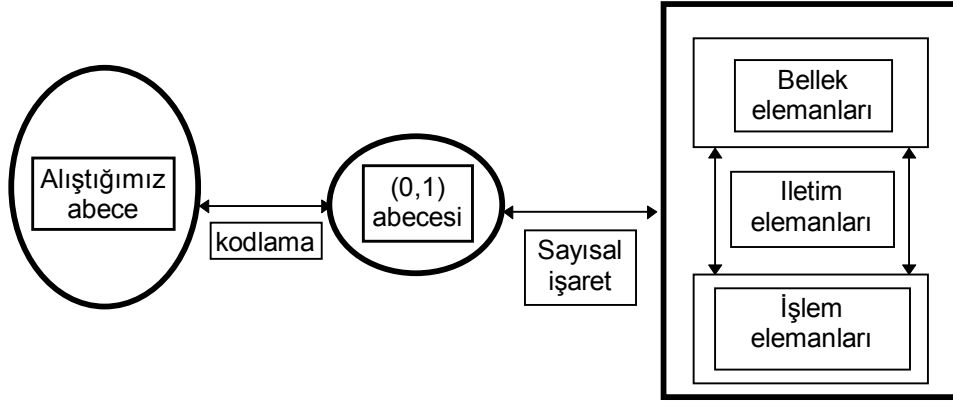 Alıştığımız
abece
kodlama
(0,1)
abecesi
Sayısal
işaret
Bellek
elemanları
Iletim
elemanları
İşlem
elemanları